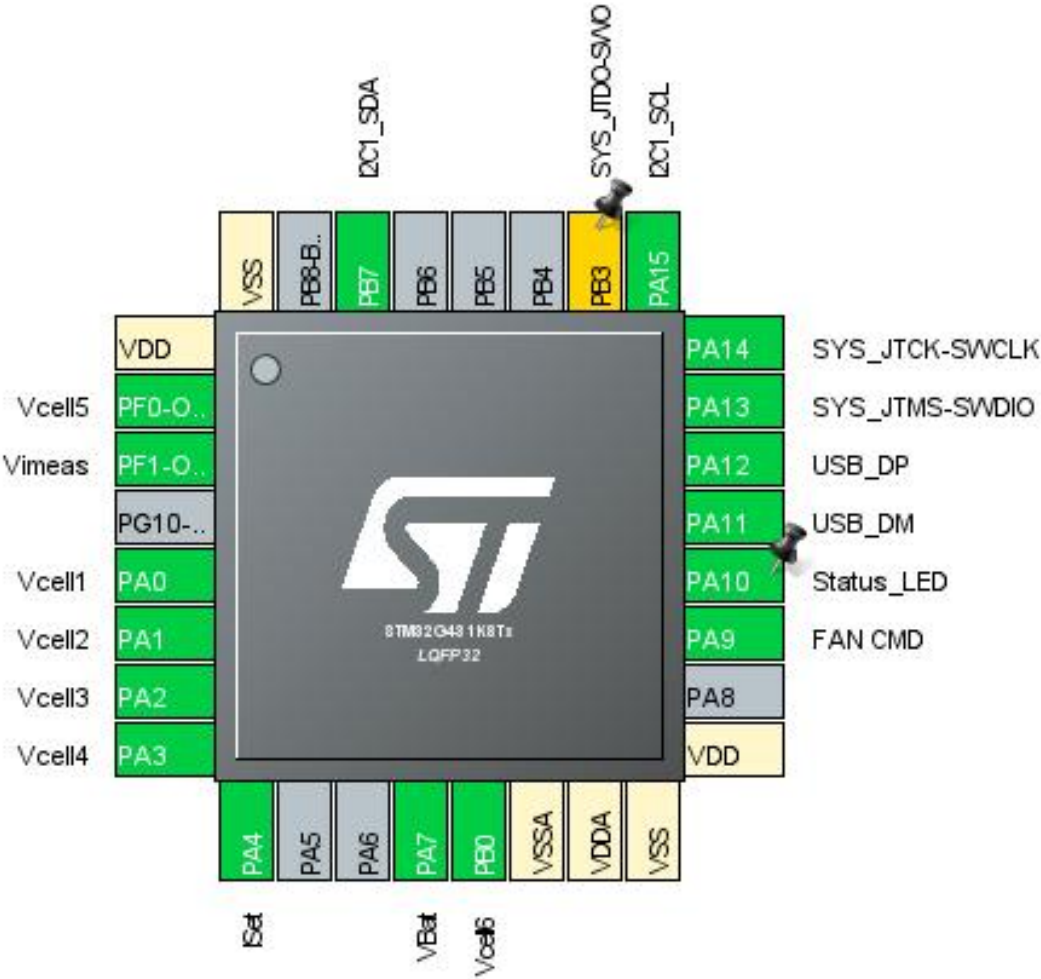 I2C1_SDA
SYS_JTDO-SWO
I2C1_SCL
VSS
PB8-B..
PB7
PB6
PB5
PB4
PB3
PA15
VDD
Vcell5 PF0-O..
Vimeas PF1-O..
PG10-..
Vcell1 PA0
Vcell2 PA1
Vcell3 PA2
Vcell4 PA3
PA14 SYS_JTCK-SWCLK
PA13 SYS_JTMS-SWDIO
PA12 USB_DP
PA11 USB_DM
PA10 Status_LED
PA9 FAN CMD
PA8
VDD
ST
STM32G431K8Tx
LQFP32
PA4
PA5
PA6
PA7
PB0
VSSA
VDDA
VSS
ISet
VBat
Vcell6